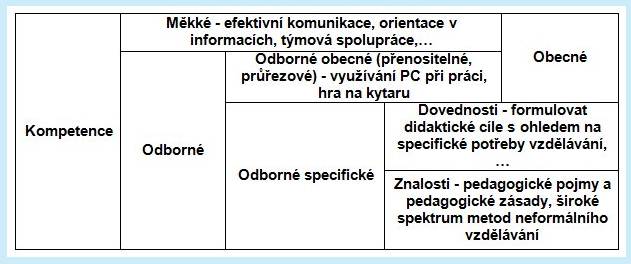 Měkké - efektivní komunikace, orientace v
informacích, týmová spolupráce,…
Obecné
Odborné obecné (přenositelné,
průřezové) - využívání PC při práci,
hra na kytaru
Kompetence
Odborné
Odborné specifické
Dovednosti - formulovat
didaktické cíle s ohledem na
specifické potřeby vzdělávání,
…
Znalosti - pedagogické pojmy a
pedagogické zásady, široké
spektrum metod neformálního
vzdělávání